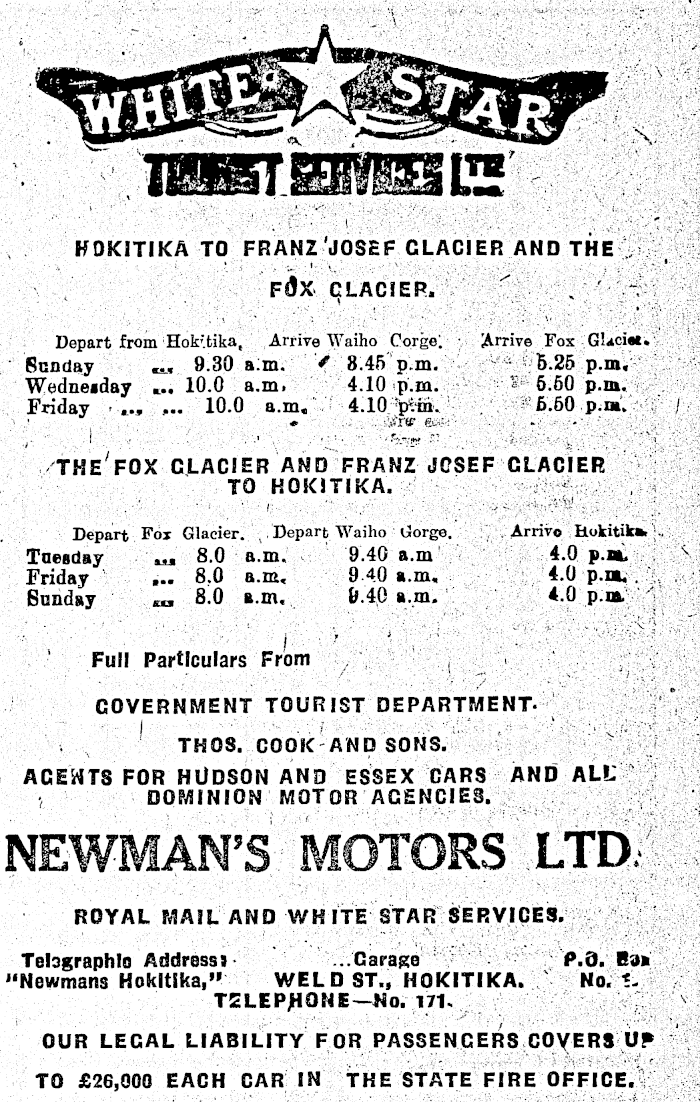 WHITE STAR
TOURIST SERVICES LTD
HOKITIKA TO FRANZ JOSEF GLACIER AND THE
FOX GLACIER.
Depart from Hokitika, Arrive Waiho Gorge. Arrive Fox Glacier.
Sunday ... 9.30 a.m. 3.45 p.m. 5.25 p.m.
Wednesday ... 10.0 a.m. 4.10 p.m. 5.50 p.m.
Friday ... ... 10.0 a.m. 4.10 p.m. 5.50 p.m.
THE FOX GLACIER AND FRANZ JOSEF GLACIER
TO HOKITIKA.
Depart Fox Glacier. Depart Waiho Gorge. Arrive Hokitika.
Tuesday ... 8.0 a.m. 9.40 a.m 4.0 p.m.
Friday ... 8.0 a.m. 9.40 a.m. 4.0 p.m.
Sunday ... 8.0 a.m. 9.40 a.m. 4.0 p.m.
Full Particulars From
GOVERNMENT TOURIST DEPARTMENT.
THOS. COOK AND SONS.
AGENTS FOR HUDSON AND ESSEX CARS AND ALL
DOMINION MOTOR AGENCIES.
NEWMAN'S MOTORS LTD.
ROYAL MAIL AND WHITE STAR SERVICES.
Telegraphic Address: ...Garage P.O. Box
"Newmans Hokitika," WELD ST., HOKITIKA. No.
TELEPHONE—No. 171.
OUR LEGAL LIABILITY FOR PASSENGERS COVERS UP
TO £26,000 EACH CAR IN THE STATE FIRE OFFICE.